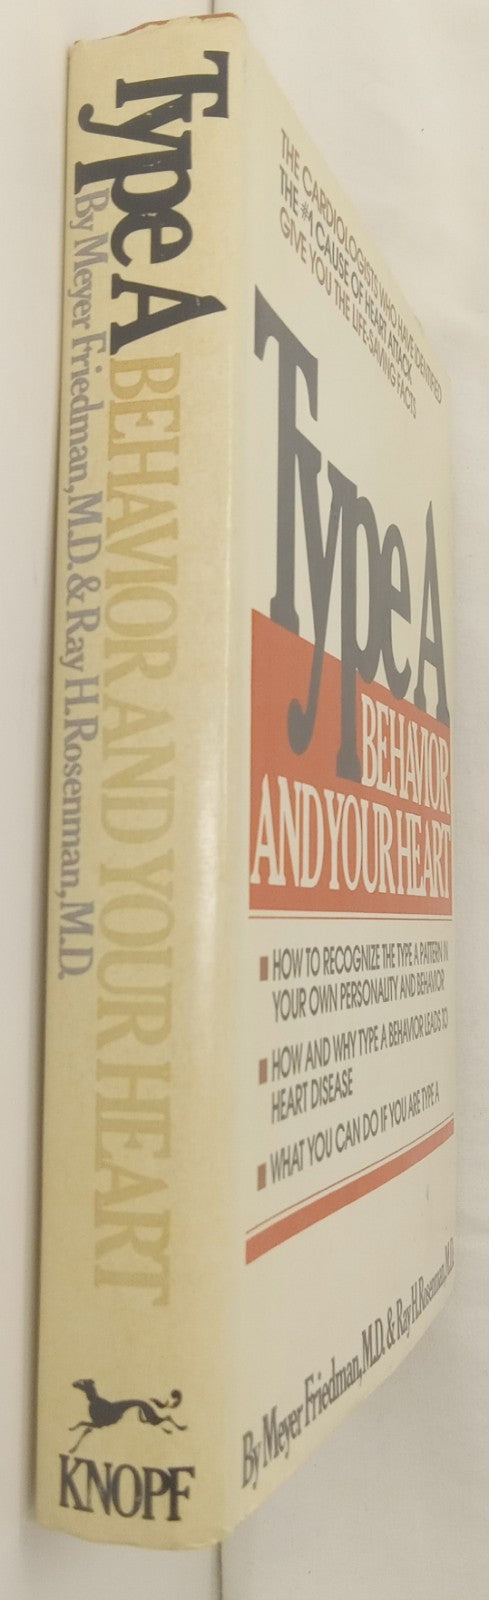 Type A BEHAVIOR AND YOUR HEART
By Meyer Friedman, M.D. & Ray H. Rosenman, M.D.
KNOPF
THE CARDIOLOGISTS WHO HAVE IDENTIFIED
THE #1 CAUSE OF HEART ATTACK
GIVE YOU THE LIFE-SAVING FACTS
Type A
BEHAVIOR
AND YOUR HEART
HOW TO RECOGNIZE THE TYPE A PATTERN IN
YOUR OWN PERSONALITY AND BEHAVIOR
HOW AND WHY TYPE A BEHAVIOR LEADS TO
HEART DISEASE
WHAT YOU CAN DO IF YOU ARE TYPE A
By Meyer Friedman, M.D. & Ray H. Rosenman, M.D.